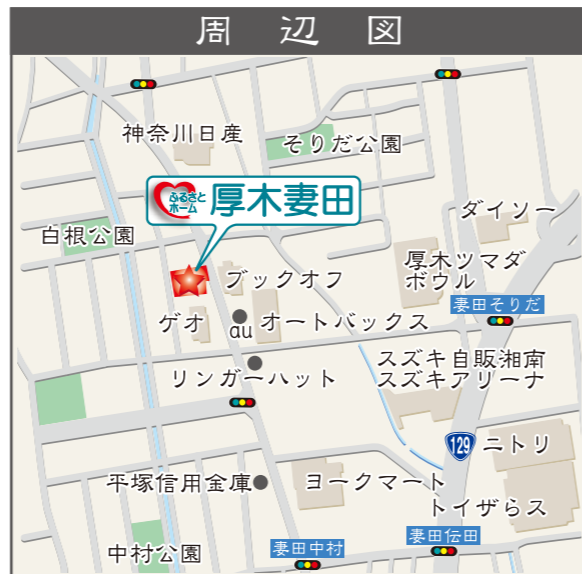 周辺図
神奈川日産
そりだ公園
ふるさと
ホーム
厚木妻田
白根公園
ダイソー
ブックオフ
厚木ツマダ
ボウル
妻田そりだ
ゲオ
au
オートバックス
リンガーハット
スズキ自販湘南
スズキアリーナ
129
ニトリ
平塚信用金庫
ヨークマート
トイザらス
中村公園
妻田中村
妻田伝田